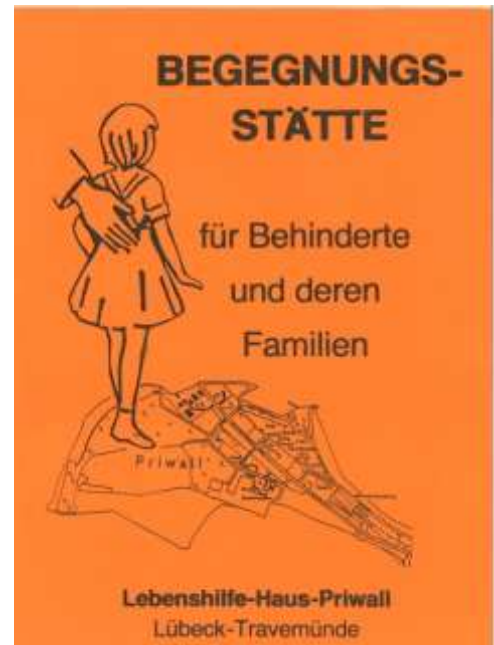 BEGEGNUNGS-
STÄTTE
für Behinderte
und deren
Familien
Priwall
Lebenshilfe-Haus-Priwall
Lübeck-Travemünde